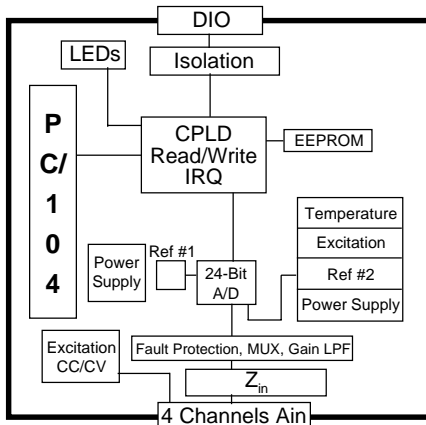 DIO
LEDs
Isolation
P
C/
1
0
4
CPLD
Read/Write
IRQ
EEPROM
Temperature
Excitation
Ref #2
Power Supply
Power
Supply
Ref #1
24-Bit
A/D
Excitation
CC/CV
Fault Protection, MUX, Gain LPF
Zin
4 Channels Ain